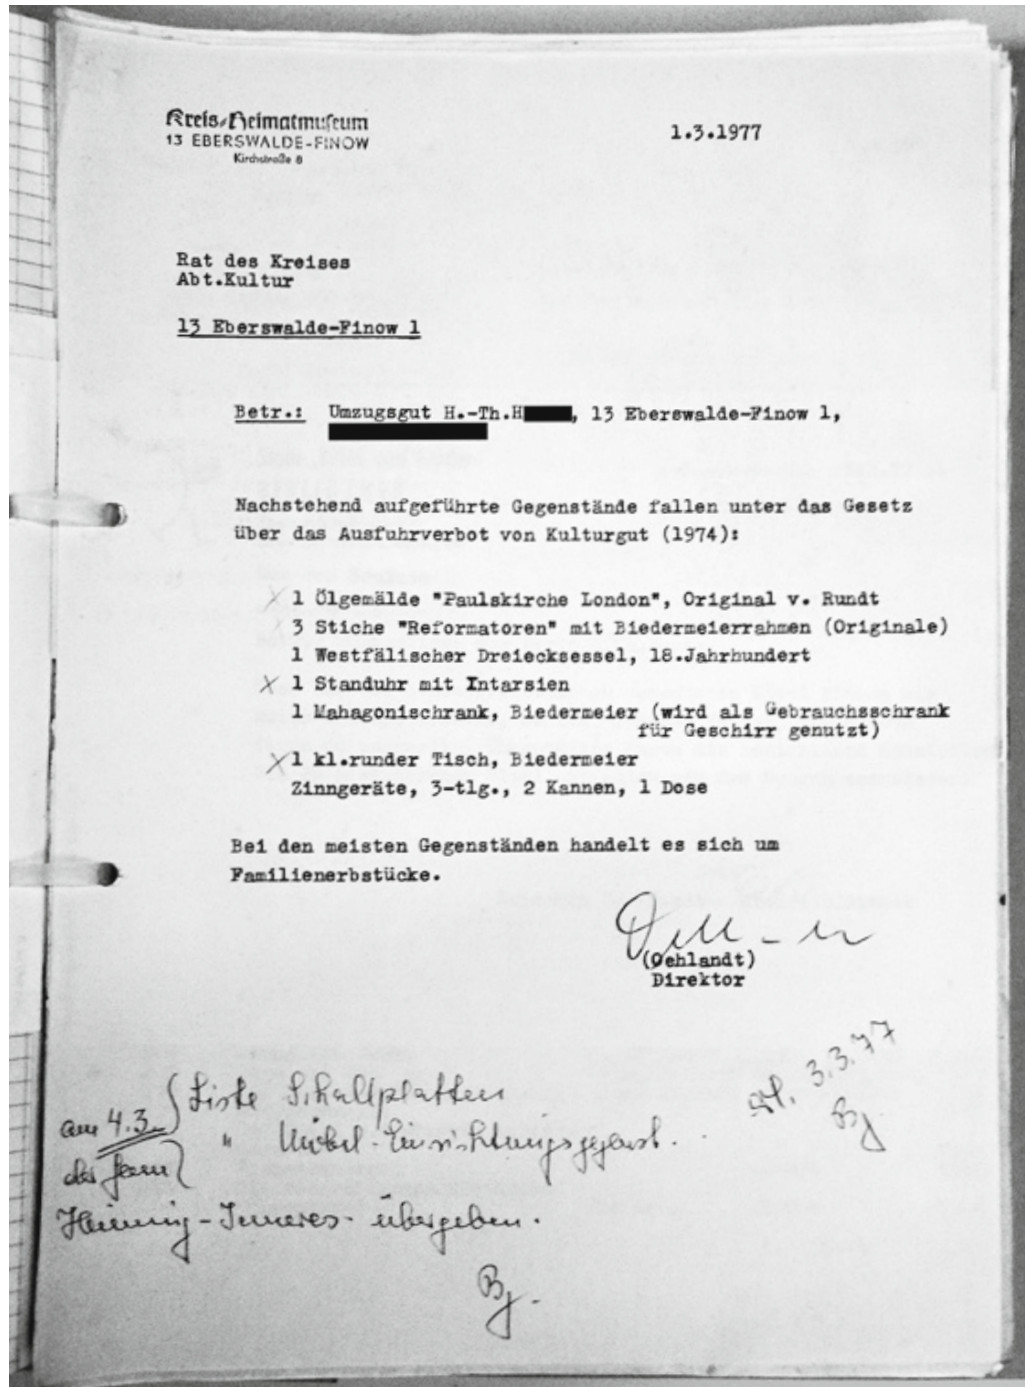 Kreis-Heimatmuseum
13 EBERSWALDE-FINOW
Kirchstraße 8
1.3.1977
Rat des Kreises
Abt.Kultur
13 Eberswalde-Finow 1
Betr.: Umzugsgut H.-Th.H, 13 Eberswalde-Finow 1,
Nachstehend aufgeführte Gegenstände fallen unter das Gesetz
über das Ausfuhrverbot von Kulturgut (1974):
1 Ölgemälde "Paulskirche London", Original v. Rundt
3 Stiche "Reformatoren" mit Biedermeierrahmen (Originale)
1 Westfälischer Dreiecksessel, 18.Jahrhundert
1 Standuhr mit Intarsien
1 Mahagonischrank, Biedermeier (wird als Gebrauchsschrank
für Geschirr genutzt)
1 kl.runder Tisch, Biedermeier
Zinngeräte, 3-tlg., 2 Kannen, 1 Dose
Bei den meisten Gegenständen handelt es sich um
Familienerbstücke.
(Oehlandt)
Direktor
3.3.77
Liste Schallplatten
am 4.3.
" Möbel-Einrichtungsgegenst.
Henning-Inneres übergeben.